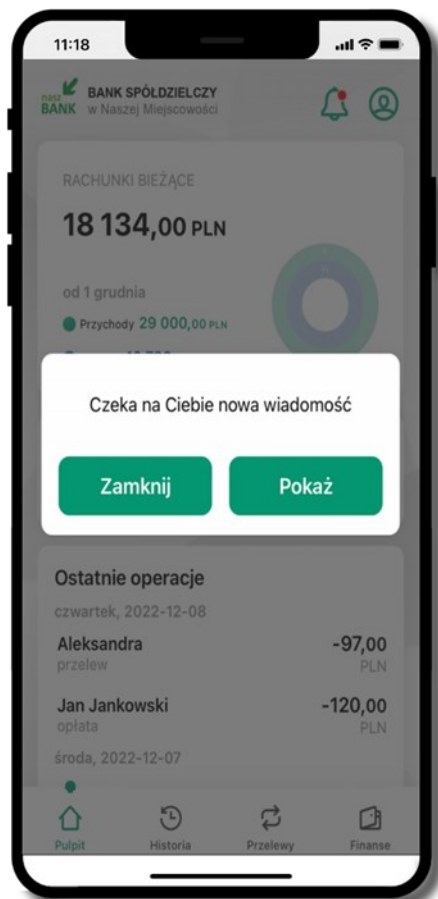 11:18
nasz BANK
BANK SPÓŁDZIELCZY
w Naszej Miejscowości
RACHUNKI BIEŻĄCE
18 134,00 PLN
od 1 grudnia
Przychody 29 000,00 PLN
Czeka na Ciebie nowa wiadomość
Zamknij
Pokaż
Ostatnie operacje
czwartek, 2022-12-08
Aleksandra -97,00
przelew PLN
Jan Jankowski -120,00
opłata PLN
środa, 2022-12-07
Pulpit Historia Przelewy Finanse